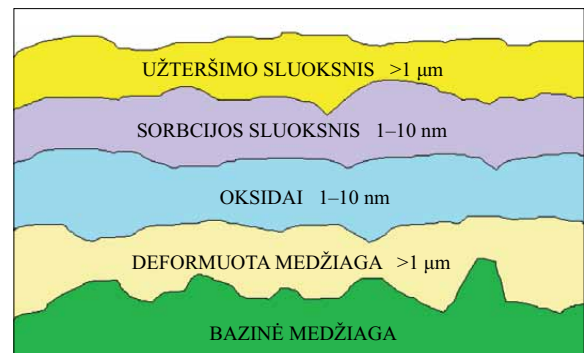 UŽTERŠIMO SLUOKSNIS >1 μm
SORBCIJOS SLUOKSNIS 1–10 nm
OKSIDAI 1–10 nm
DEFORMUOTA MEDŽIAGA >1 μm
BAZINĖ MEDŽIAGA